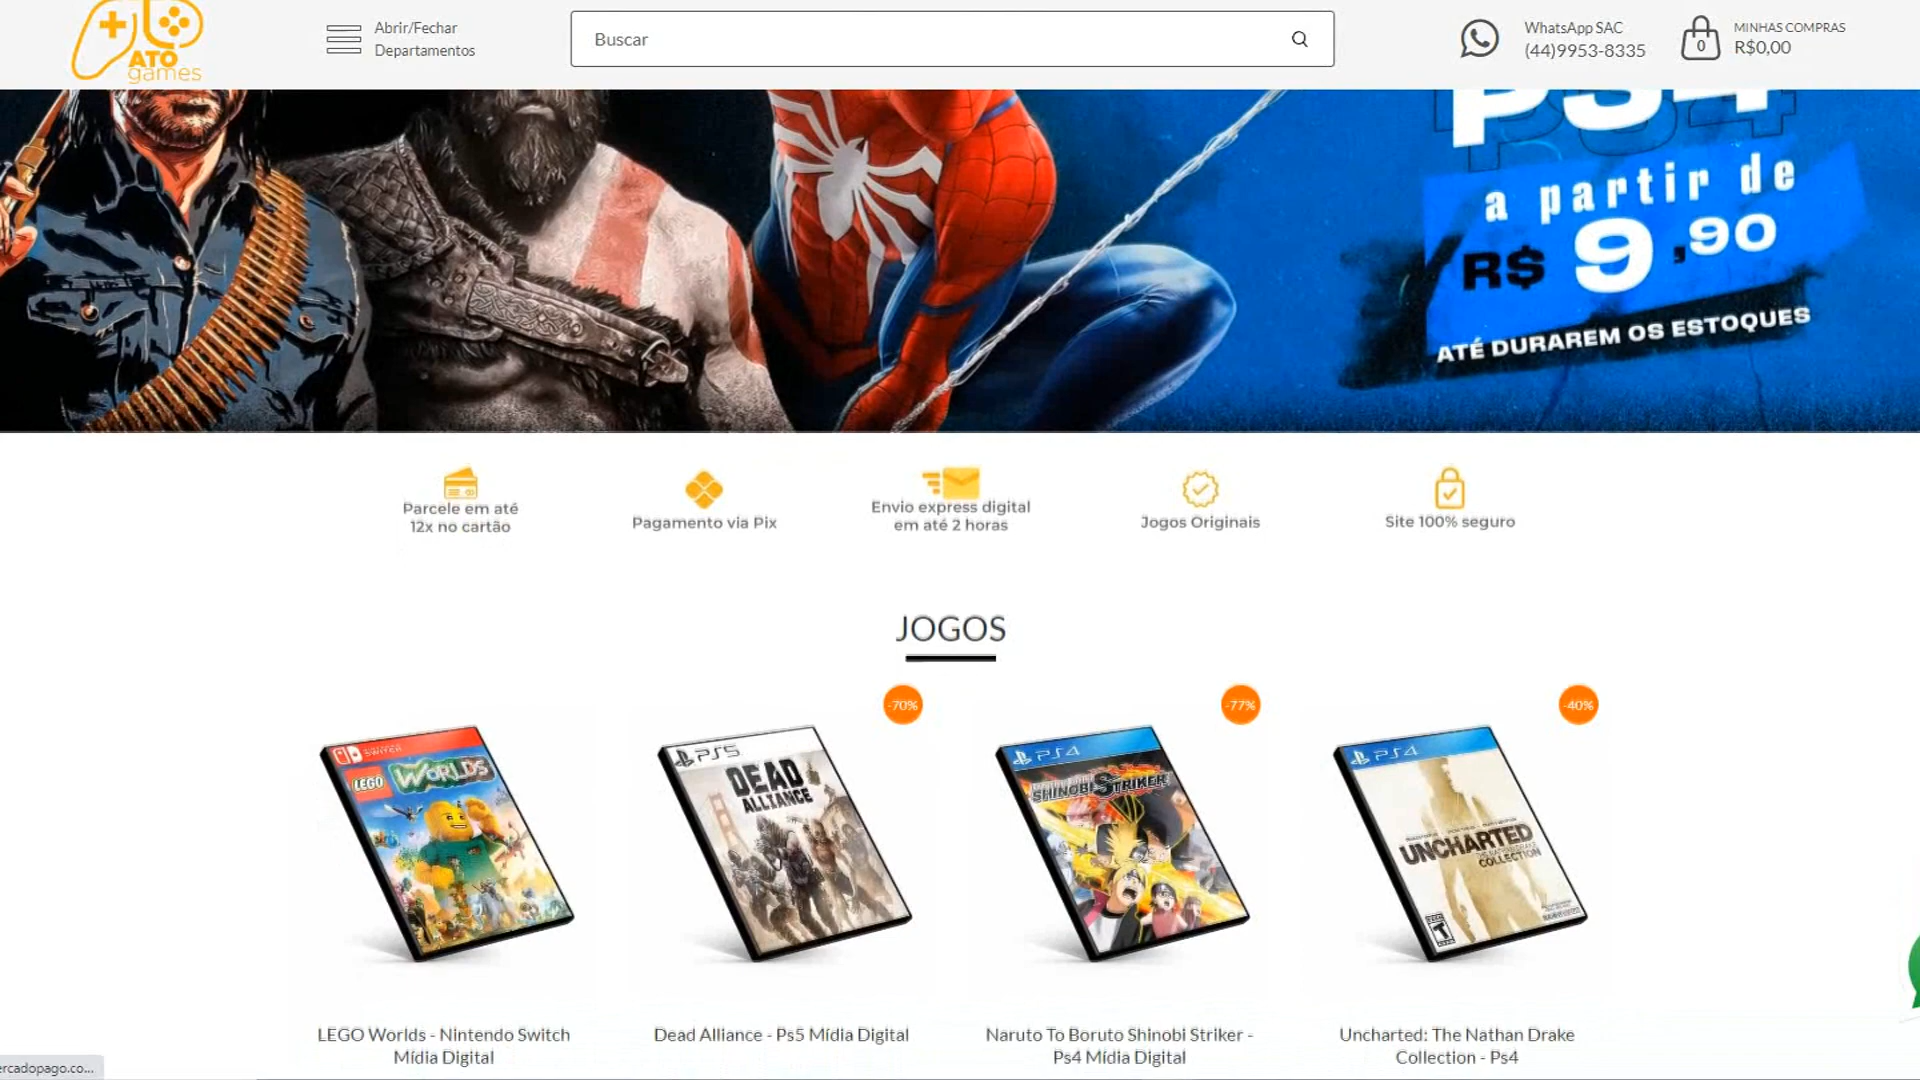 ATO
games
Abrir/Fechar
Departamentos
Buscar
WhatsApp SAC
(44)9953-8335
0
MINHAS COMPRAS
R$0,00
PS4
a partir de
R$ 9,90
ATÉ DURAREM OS ESTOQUES
Parcele em até
12x no cartão
Pagamento via Pix
Envio express digital
em até 2 horas
Jogos Originais
Site 100% seguro
JOGOS
-70%
-77%
-40%
SWITCH
LEGO WORLDS
PS5
DEAD
ALLIANCE
PS4
SHINOBI STRIKER
PS4
UNCHARTED
COLLECTION
T
LEGO Worlds - Nintendo Switch
Mídia Digital
Dead Alliance - Ps5 Mídia Digital
Naruto To Boruto Shinobi Striker -
Ps4 Mídia Digital
Uncharted: The Nathan Drake
Collection - Ps4
ercadopago.co...